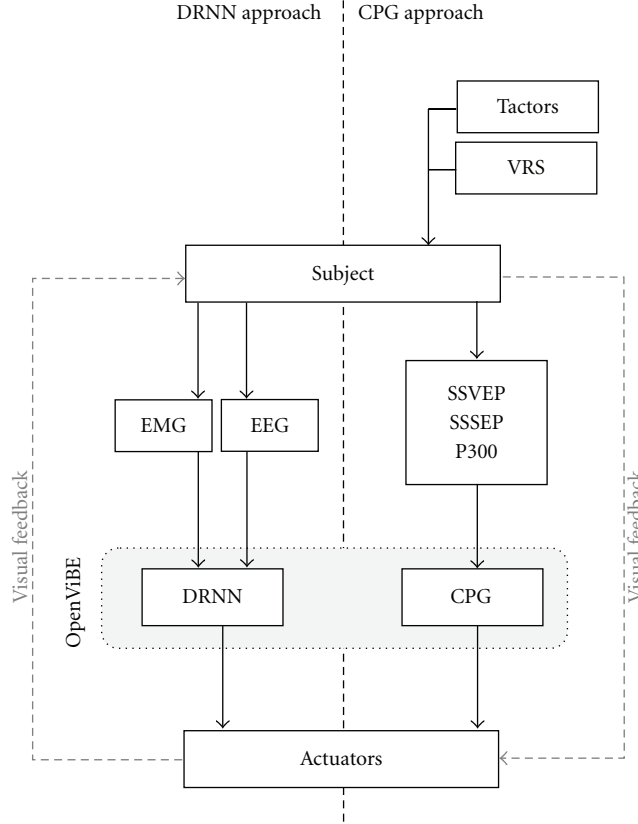 DRNN approach
CPG approach
Tactors
VRS
Subject
SSVEP
SSSEP
P300
EMG
EEG
Visual feedback
Visual feedback
OpenViBE
DRNN
CPG
Actuators